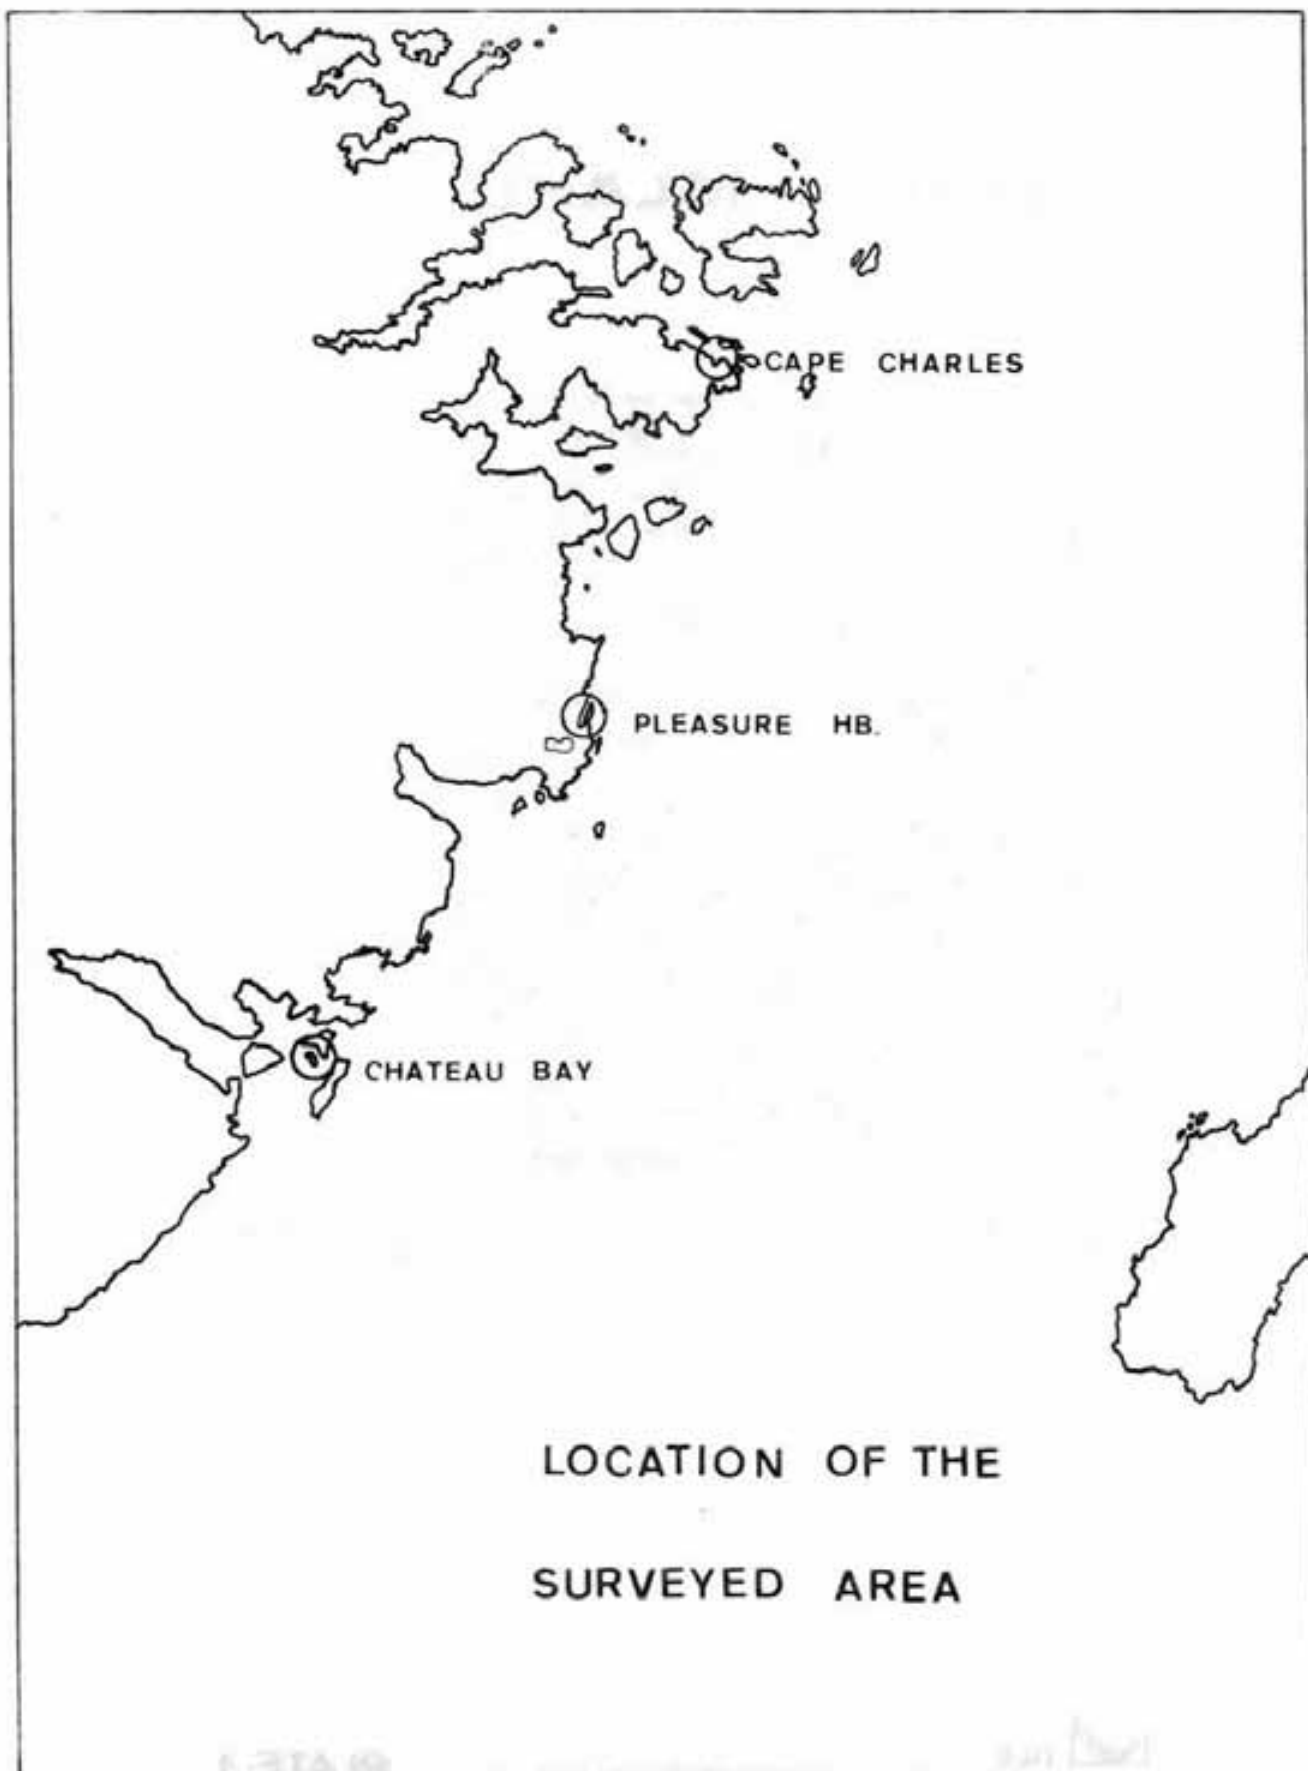 CAPE CHARLES
PLEASURE HB.
CHATEAU BAY
LOCATION OF THE
SURVEYED AREA